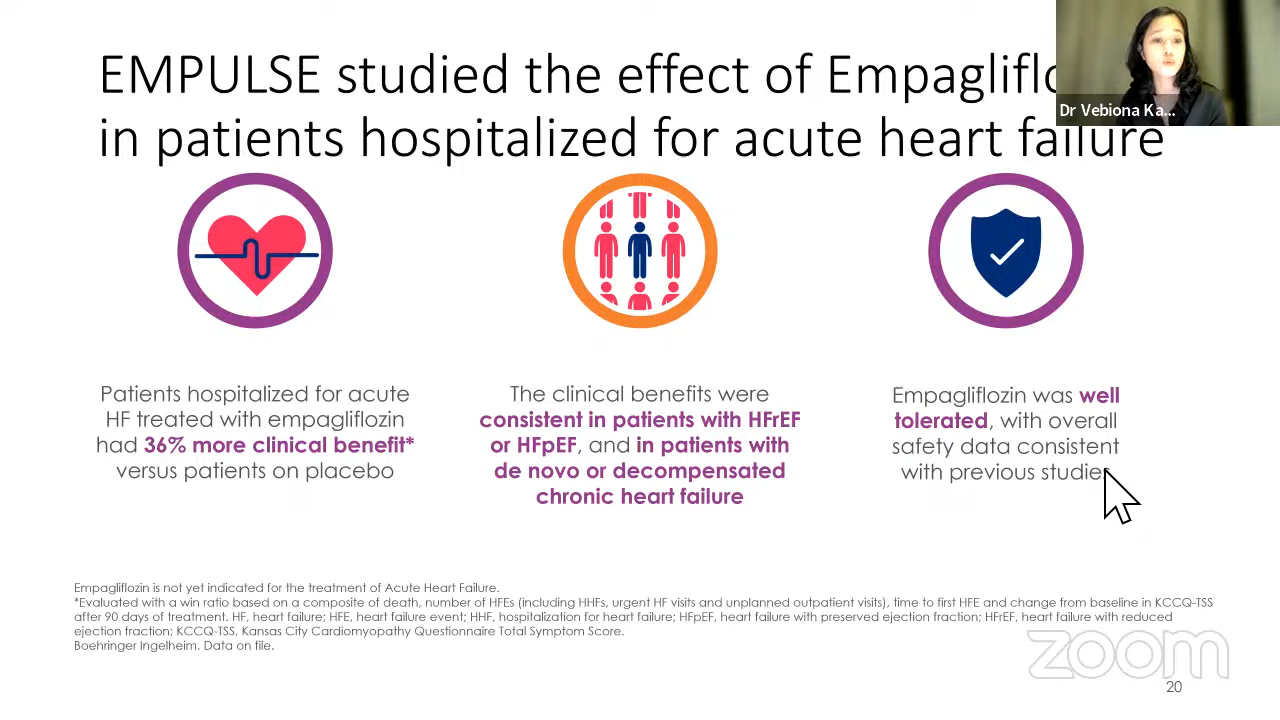 EMPULSE studied the effect of
in patients hospitalized for acute heart failure
Dr Vebiona Ka...
Patients hospitalized for acute
HF treated with empagliflozin
had 36% more clinical benefit*
versus patients on placebo
The clinical benefits were
consistent in patients with HFrEF
or HFpEF, and in patients with
de novo or decompensated
chronic heart failure
Empagliflozin was well
tolerated, with overall
safety data consistent
with previous studies
Empagliflozin is not yet indicated for the treatment of Acute Heart Failure.
*Evaluated with a win ratio based on a composite of death, number of HFEs (including HHFs, urgent HF visits and unplanned outpatient visits), time to first HFE and change from baseline in KCCQ-TSS
after 90 days of treatment. HF, heart failure; HFE, heart failure event; HHF, hospitalization for heart failure; HFpEF, heart failure with preserved ejection fraction; HFrEF, heart failure with reduced
ejection fraction; KCCQ-TSS, Kansas City Cardiomyopathy Questionnaire Total Symptom Score.
Boehringer Ingelheim. Data on file.
zoom
20